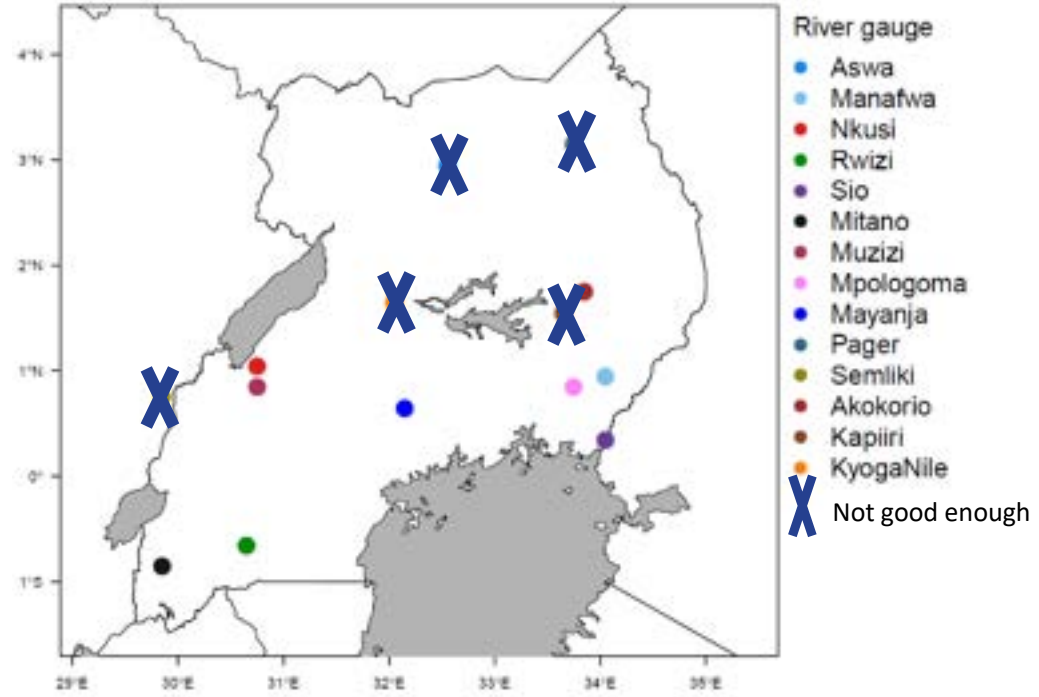 River gauge
4°N
Aswa
Manafwa
Nkusi
3°N
Rwizi
Sio
Mitano
Muzizi
2°N
Mpologoma
Mayanja
Pager
1°N
Semliki
Akokorio
Kapiiri
0°
KyogaNile
Not good enough
1°S
29°E 30°E 31°E 32°E 33°E 34°E 35°E